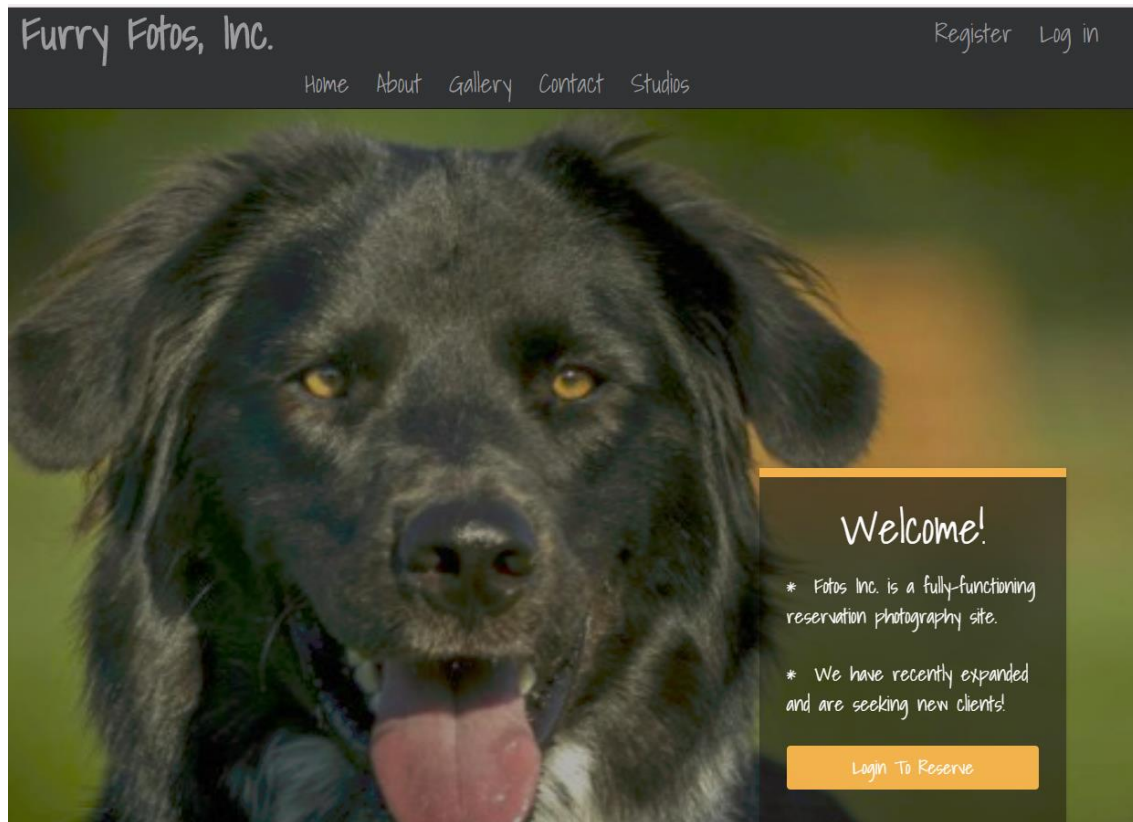 Furry Fotos, Inc.
Register Log in
Home About Gallery Contact Studios
Welcome!
* Fotos Inc. is a fully-functioning
reservation photography site.
* We have recently expanded
and are seeking new clients!
Login To Reserve